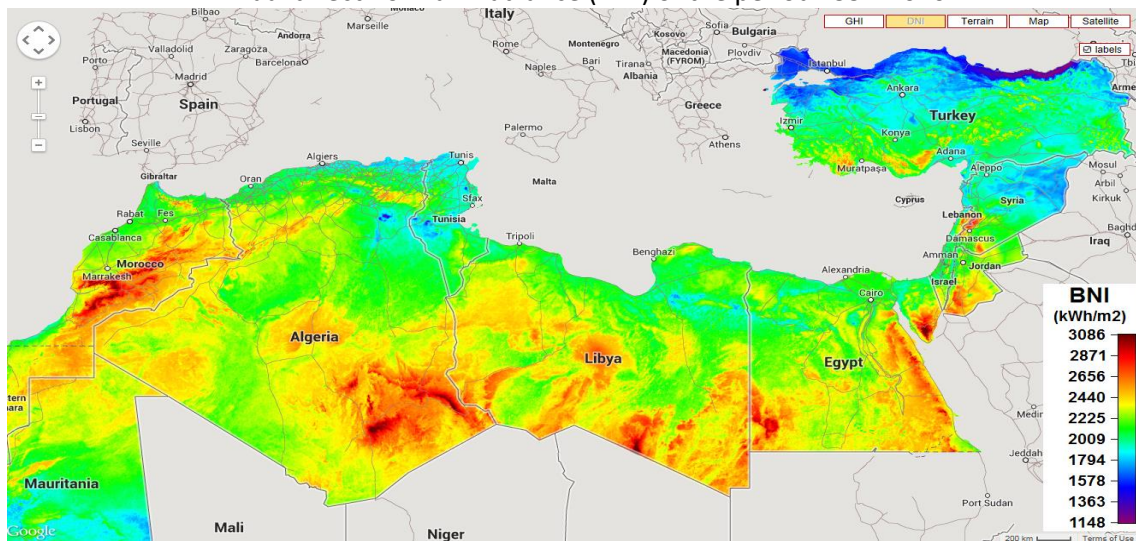 GHI
DNI
Terrain
Map
Satellite
labels
Bilbao
Andorra
Marseille
Monaco
Italy
Kosovo
Sofia
Bulgaria
Valladolid
Zaragoza
Barcelona
Rome
Montenegro
Macedonia
(FYROM)
Plovdiv
Istanbul
Porto
Madrid
Naples
Bari
Tirana
Albania
Ankara
Portugal
Spain
Greece
Turkey
Lisbon
Palermo
Izmir
Konya
Seville
Athens
Adana
Algiers
Tunis
Muratpaşa
Aleppo
Mosul
Gibraltar
Oran
Malta
Arbil
Kirkuk
Sfax
Cyprus
Syria
Rabat
Fes
Tunisia
Lebanon
Casablanca
Tripoli
Damascus
Iraq
Benghazi
Morocco
Alexandria
Amman
Jordan
Marrakesh
Cairo
Israel
BNI
(kWh/m2)
3086
2871
2656
2440
2225
2009
1794
1578
1363
1148
Algeria
Libya
Egypt
Mauritania
Jeddah
Port Sudan
Mali
Niger
Google
200 km
Terms of Use